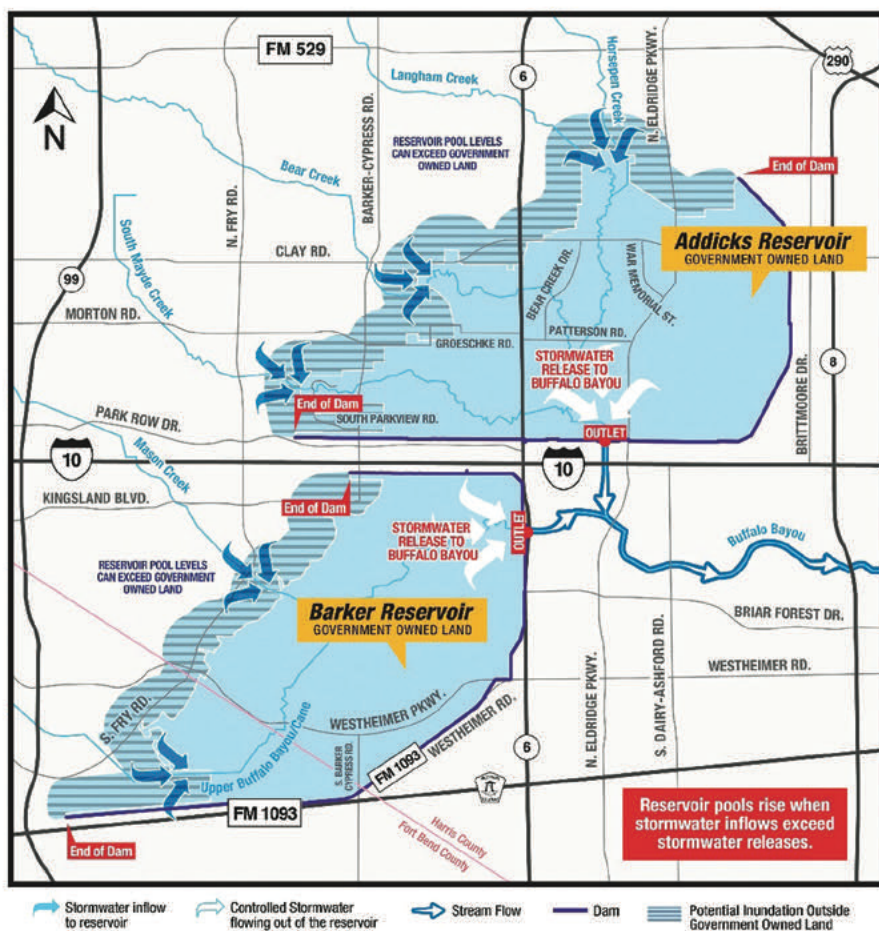 FM 529
Langham Creek
6
Horsepen Creek
N. ELDRIDGE PKWY.
290
N
BARKER-CYPRESS RD.
RESERVOIR POOL LEVELS
CAN EXCEED GOVERNMENT
OWNED LAND
End of Dam
Bear Creek
N. FRY RD.
South Mayde Creek
CLAY RD.
Addicks Reservoir
GOVERNMENT OWNED LAND
99
BEAR CREEK DR.
WAR MEMORIAL ST.
MORTON RD.
GROESCHKE RD.
PATTERSON RD.
STORMWATER
RELEASE TO
BUFFALO BAYOU
8
BRITTMOORE DR.
PARK ROW DR.
End of Dam
SOUTH PARKVIEW RD.
OUTLET
Mason Creek
10
10
KINGSLAND BLVD.
End of Dam
STORMWATER
RELEASE TO
BUFFALO BAYOU
OUTLET
Buffalo Bayou
RESERVOIR POOL LEVELS
CAN EXCEED GOVERNMENT
OWNED LAND
Barker Reservoir
GOVERNMENT OWNED LAND
BRIAR FOREST DR.
WESTHEIMER RD.
S. FRY RD.
WESTHEIMER PKWY.
WESTHEIMER RD.
N. ELDRIDGE PKWY.
S. DAIRY-ASHFORD RD.
6
Upper Buffalo Bayou/Cane
S. BARKER
CYPRESS RD.
FM 1093
FM 1093
Harris County
Fort Bend County
End of Dam
Reservoir pools rise when
stormwater inflows exceed
stormwater releases.
Stormwater inflow
to reservoir
Controlled Stormwater
flowing out of the reservoir
Stream Flow
Dam
Potential Inundation Outside
Government Owned Land